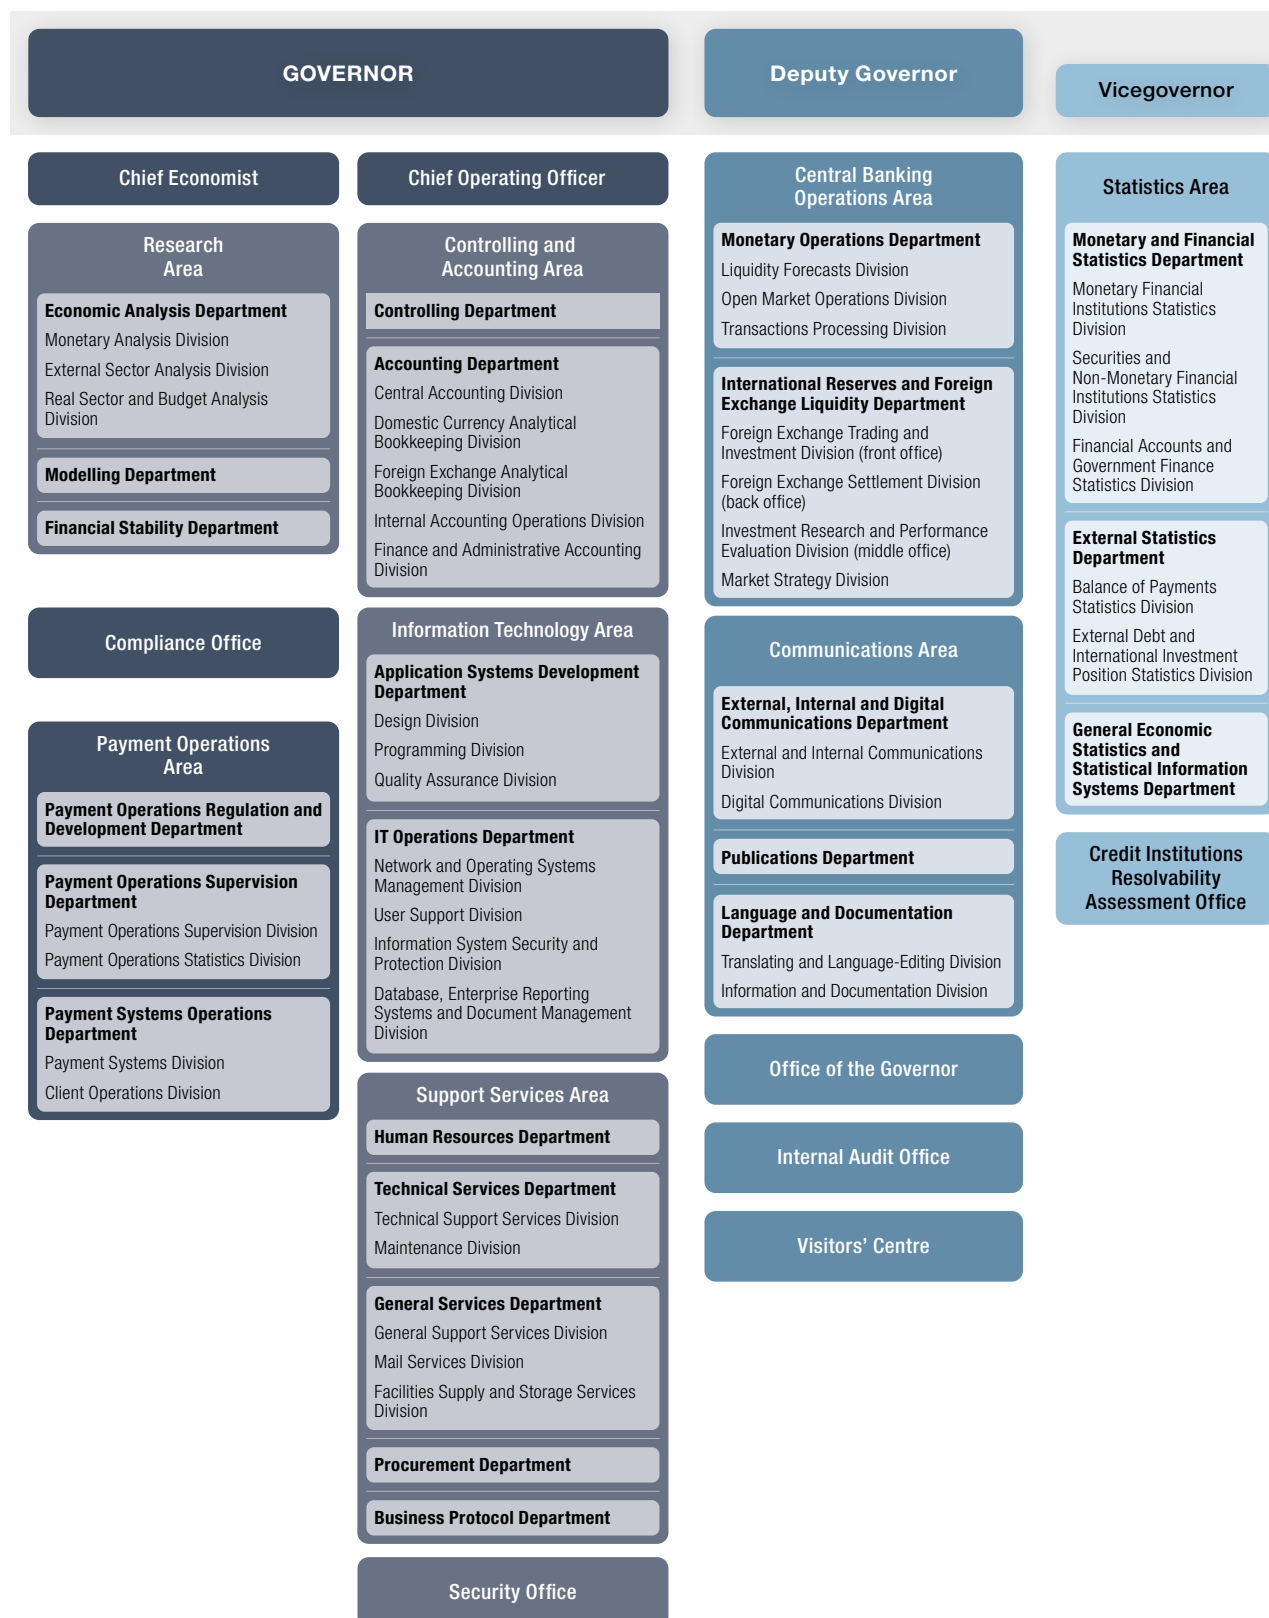 GOVERNOR
Deputy Governor
Vicegovernor
Chief Economist
Research
Area
Economic Analysis Department
Monetary Analysis Division
External Sector Analysis Division
Real Sector and Budget Analysis
Division
Modelling Department
Financial Stability Department
Compliance Office
Payment Operations
Area
Payment Operations Regulation and
Development Department
Payment Operations Supervision
Department
Payment Operations Supervision Division
Payment Operations Statistics Division
Payment Systems Operations
Department
Payment Systems Division
Client Operations Division
Chief Operating Officer
Controlling and
Accounting Area
Controlling Department
Accounting Department
Central Accounting Division
Domestic Currency Analytical
Bookkeeping Division
Foreign Exchange Analytical
Bookkeeping Division
Internal Accounting Operations Division
Finance and Administrative Accounting
Division
Information Technology Area
Application Systems Development
Department
Design Division
Programming Division
Quality Assurance Division
IT Operations Department
Network and Operating Systems
Management Division
User Support Division
Information System Security and
Protection Division
Database, Enterprise Reporting
Systems and Document Management
Division
Support Services Area
Human Resources Department
Technical Services Department
Technical Support Services Division
Maintenance Division
General Services Department
General Support Services Division
Mail Services Division
Facilities Supply and Storage Services
Division
Procurement Department
Business Protocol Department
Security Office
Central Banking
Operations Area
Monetary Operations Department
Liquidity Forecasts Division
Open Market Operations Division
Transactions Processing Division
International Reserves and Foreign
Exchange Liquidity Department
Foreign Exchange Trading and
Investment Division (front office)
Foreign Exchange Settlement Division
(back office)
Investment Research and Performance
Evaluation Division (middle office)
Market Strategy Division
Communications Area
External, Internal and Digital
Communications Department
External and Internal Communications
Division
Digital Communications Division
Publications Department
Language and Documentation
Department
Translating and Language-Editing Division
Information and Documentation Division
Office of the Governor
Internal Audit Office
Visitors’ Centre
Statistics Area
Monetary and Financial
Statistics Department
Monetary Financial
Institutions Statistics
Division
Securities and
Non-Monetary Financial
Institutions Statistics
Division
Financial Accounts and
Government Finance
Statistics Division
External Statistics
Department
Balance of Payments
Statistics Division
External Debt and
International Investment
Position Statistics Division
General Economic
Statistics and
Statistical Information
Systems Department
Credit Institutions
Resolvability
Assessment Office